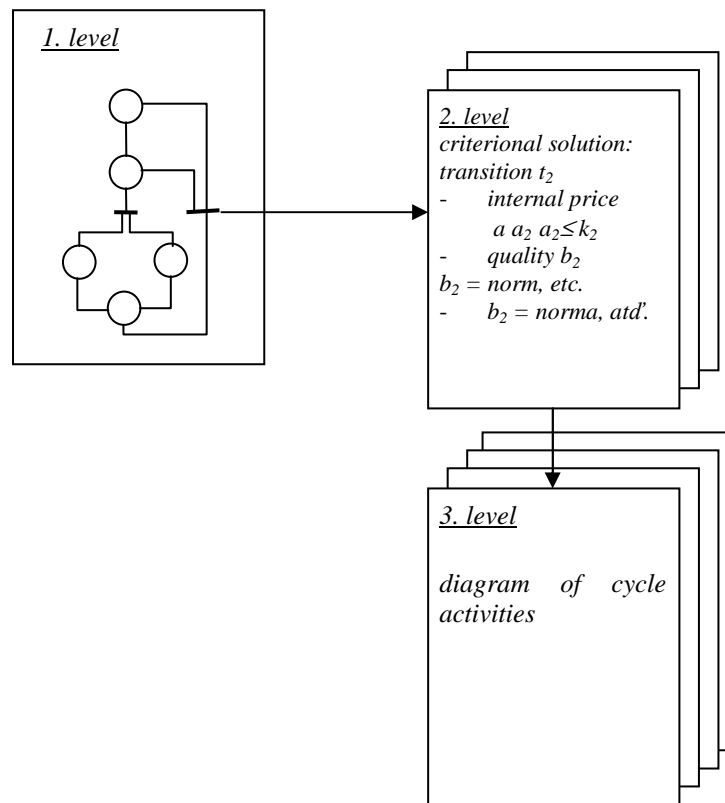 1. level
2. level
criterional solution:
transition t₂
- internal price
a a₂ a₂≤k₂
- quality b₂
b₂ = norm, etc.
- b₂ = norma, atď.
3. level
diagram of cycle
activities